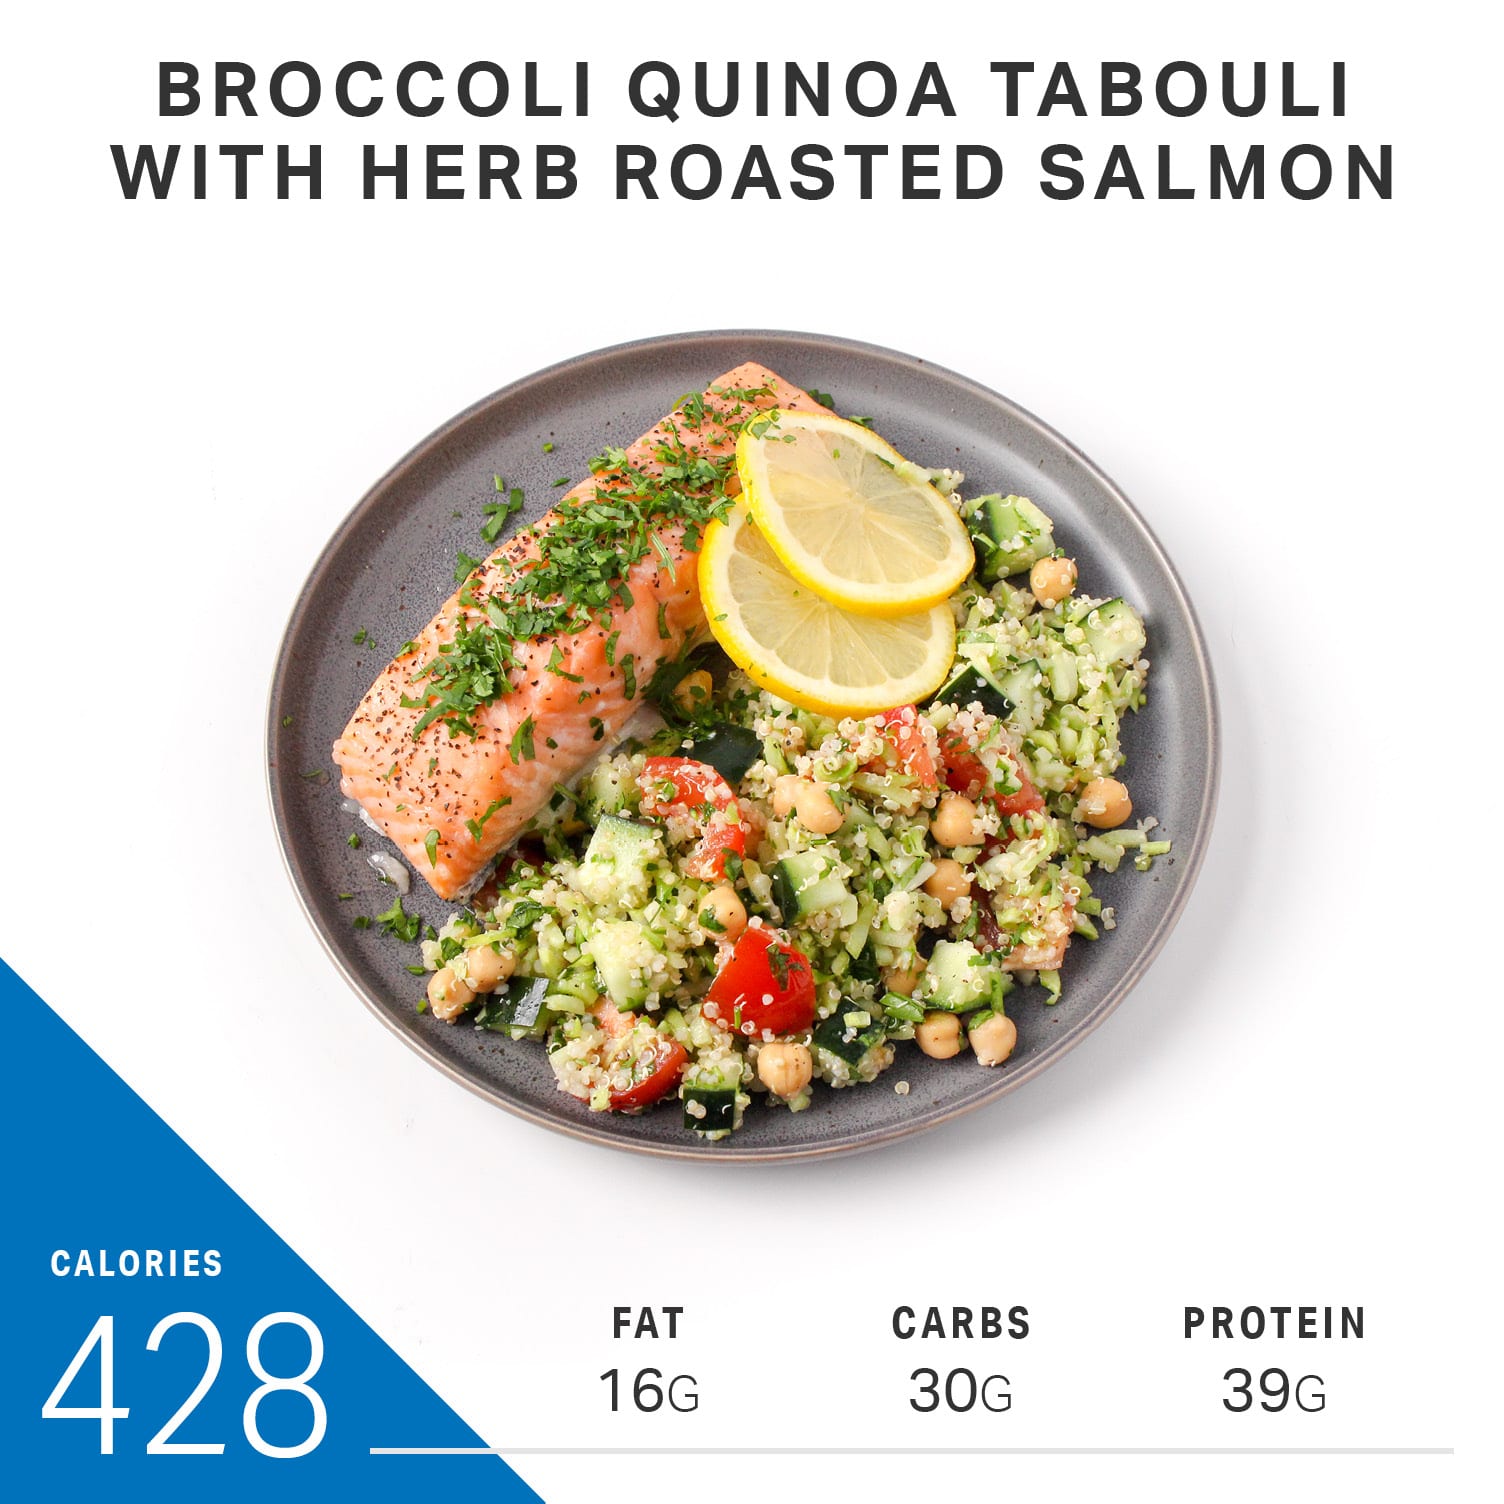 BROCCOLI QUINOA TABOULI
WITH HERB ROASTED SALMON
CALORIES
428
FAT
16G
CARBS
30G
PROTEIN
39G